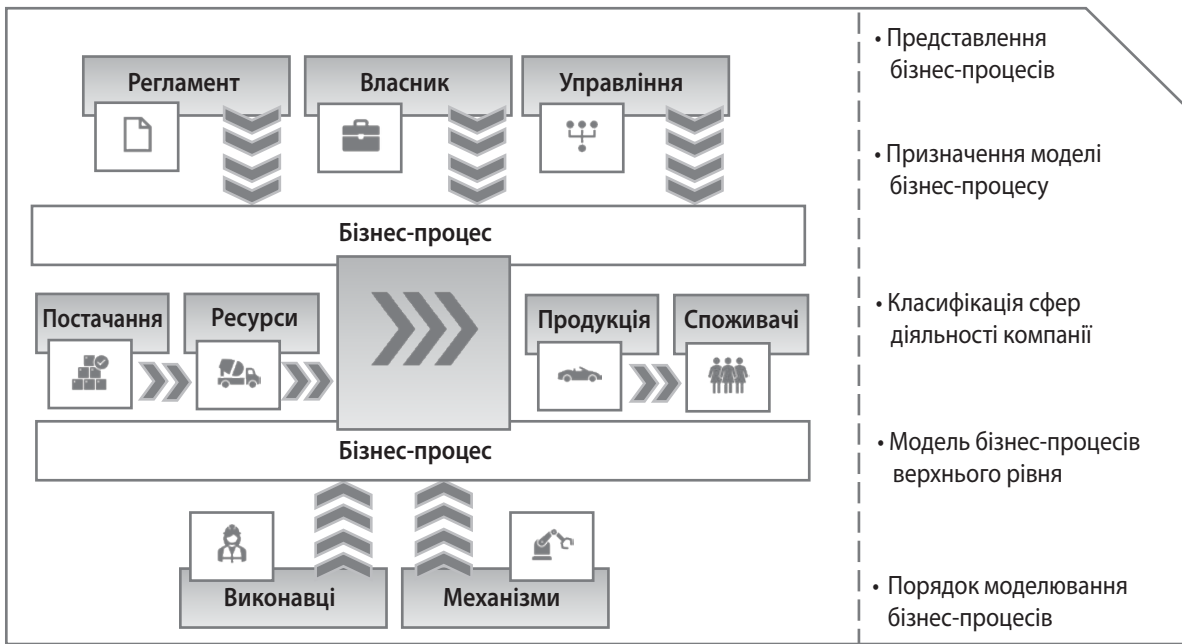 Регламент
Власник
Управління
Бізнес-процес
Постачання
Ресурси
Продукція
Споживачі
Бізнес-процес
Виконавці
Механізми
• Представлення
бізнес-процесів
• Призначення моделі
бізнес-процесу
• Класифікація сфер
діяльності компанії
• Модель бізнес-процесів
верхнього рівня
• Порядок моделювання
бізнес-процесів